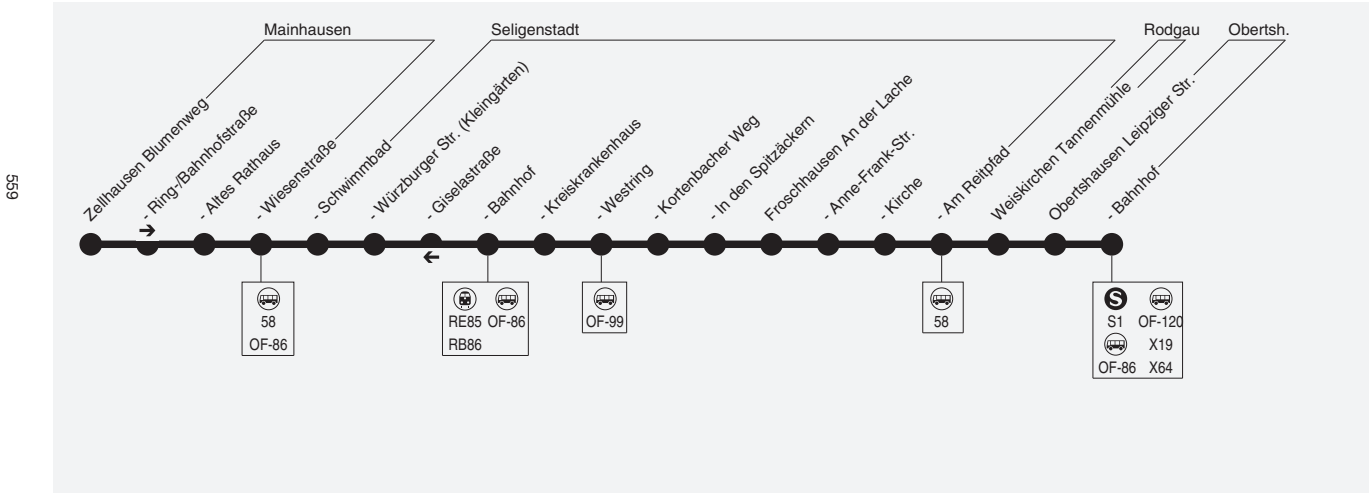 Mainhausen
Seligenstadt
Rodgau
Obertsh.
Zellhausen Blumenweg
- Ring-/Bahnhofstraße
- Altes Rathaus
- Wiesenstraße
- Schwimmbad
- Würzburger Str. (Kleingärten)
- Giselastraße
- Bahnhof
- Kreiskrankenhaus
- Westring
- Kortenbacher Weg
- In den Spitzäckern
Froschhausen An der Lache
- Anne-Frank-Str.
- Kirche
- Am Reitpfad
Weiskirchen Tannenmühle
Obertshausen Leipziger Str.
- Bahnhof
→
←
58
OF-86
RE85 OF-86
RB86
OF-99
58
S
S1 OF-120
X19
OF-86 X64
559